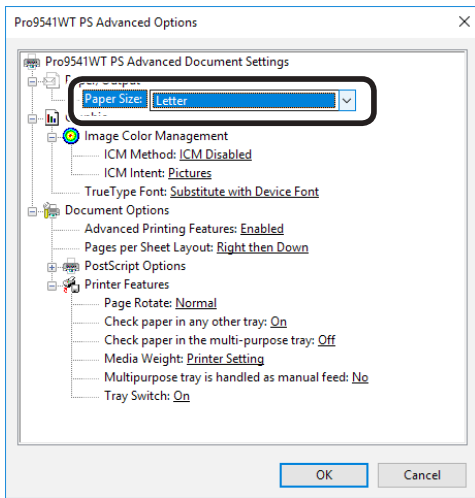 Pro9541WT PS Advanced Options
Pro9541WT PS Advanced Document Settings
Paper Size: Letter
Image Color Management
ICM Method: ICM Disabled
ICM Intent: Pictures
TrueType Font: Substitute with Device Font
Document Options
Advanced Printing Features: Enabled
Pages per Sheet Layout: Right then Down
PostScript Options
Printer Features
Page Rotate: Normal
Check paper in any other tray: On
Check paper in the multi-purpose tray: Off
Media Weight: Printer Setting
Multipurpose tray is handled as manual feed: No
Tray Switch: On
OK Cancel